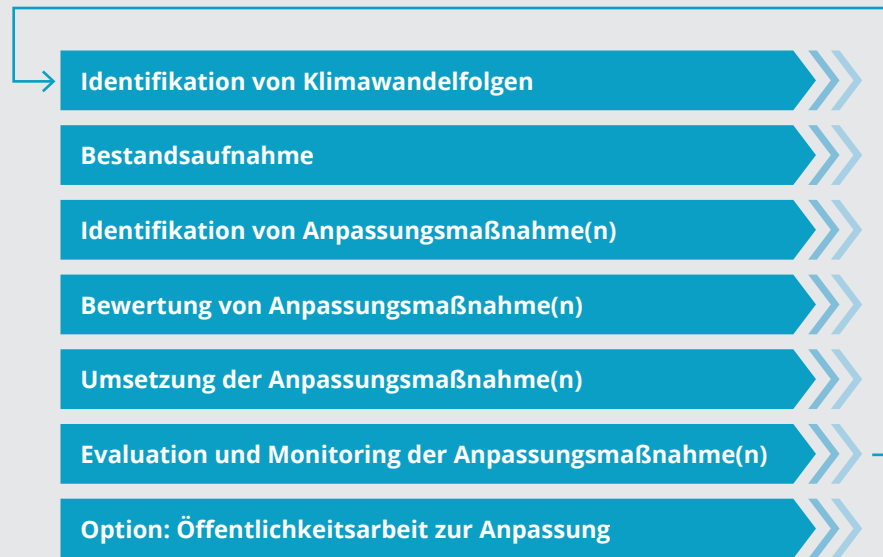 Identifikation von Klimawandelfolgen
Bestandsaufnahme
Identifikation von Anpassungsmaßnahme(n)
Bewertung von Anpassungsmaßnahme(n)
Umsetzung der Anpassungsmaßnahme(n)
Evaluation und Monitoring der Anpassungsmaßnahme(n)
Option: Öffentlichkeitsarbeit zur Anpassung